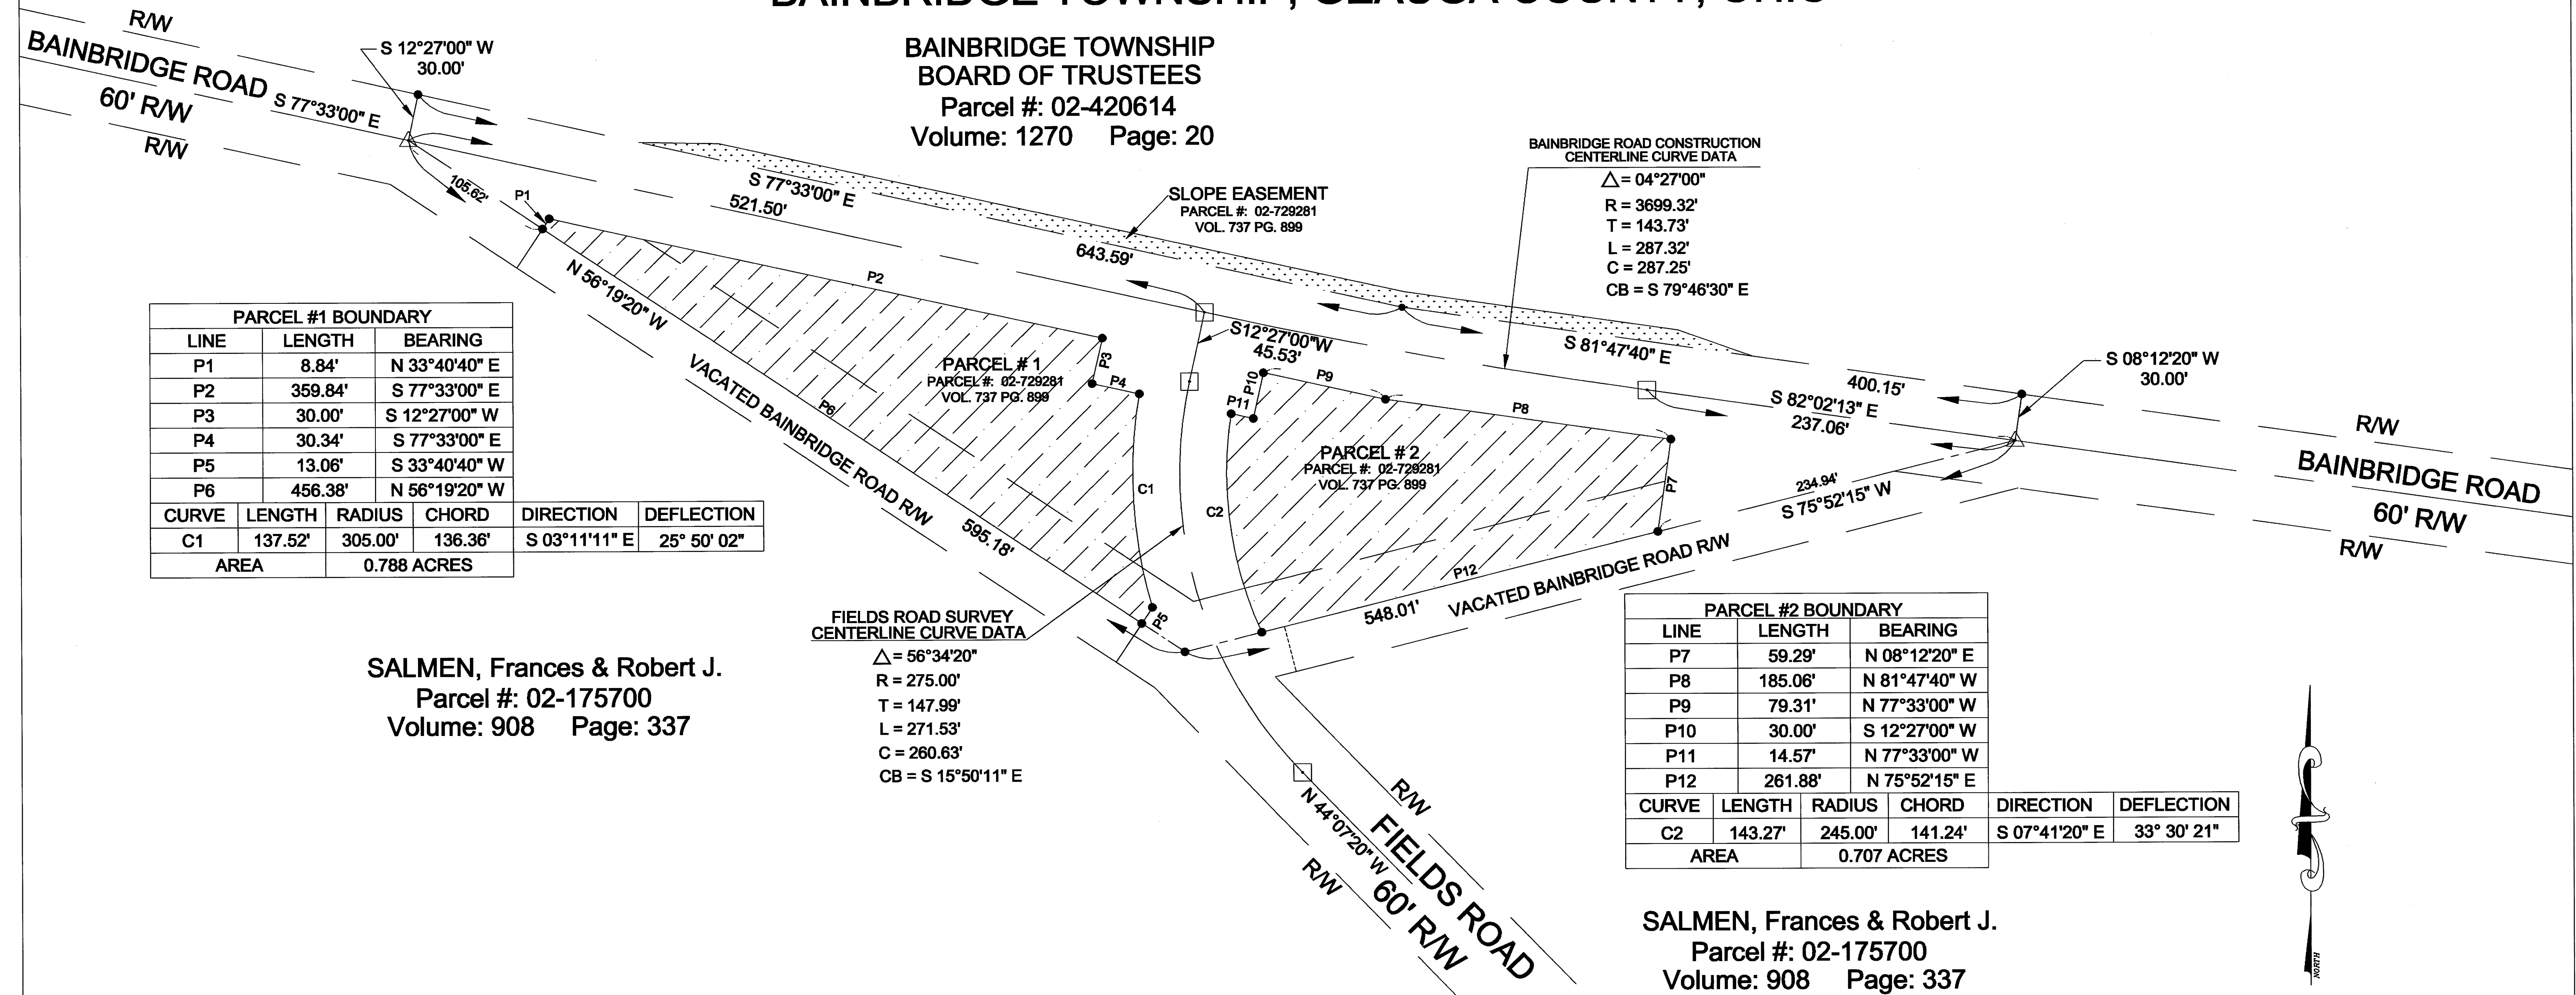 BAINBRIDGE TOWNSHIP, GEAUGA COUNTY, OHIO
R/W
BAINBRIDGE ROAD
60' R/W
R/W
S 77°33'00" E
S 12°27'00" W
30.00'
BAINBRIDGE TOWNSHIP
BOARD OF TRUSTEES
Parcel #: 02-420614
Volume: 1270 Page: 20
105.62'
P1
S 77°33'00" E
521.50'
SLOPE EASEMENT
PARCEL #: 02-729281
VOL. 737 PG. 899
643.59'
BAINBRIDGE ROAD CONSTRUCTION
CENTERLINE CURVE DATA
△= 04°27'00"
R = 3699.32'
T = 143.73'
L = 287.32'
C = 287.25'
CB = S 79°46'30" E
N 56°19'20" W
P2
PARCEL #1 BOUNDARY
LINE LENGTH BEARING
P1 8.84' N 33°40'40" E
P2 359.84' S 77°33'00" E
P3 30.00' S 12°27'00" W
P4 30.34' S 77°33'00" E
P5 13.06' S 33°40'40" W
P6 456.38' N 56°19'20" W
CURVE LENGTH RADIUS CHORD DIRECTION DEFLECTION
C1 137.52' 305.00' 136.36' S 03°11'11" E 25° 50' 02"
AREA 0.788 ACRES
PARCEL # 1
PARCEL #: 02-729281
VOL. 737 PG. 899
P3
P4
P6
C1
P5
VACATED BAINBRIDGE ROAD R/W
595.18'
S12°27'00"W
45.53'
P10
P11
P9
P8
C2
PARCEL # 2
PARCEL #: 02-729281
VOL. 737 PG. 899
P7
P12
S 81°47'40" E
400.15'
S 82°02'13" E
237.06'
S 08°12'20" W
30.00'
234.94'
S 75°52'15" W
548.01'
VACATED BAINBRIDGE ROAD R/W
R/W
BAINBRIDGE ROAD
60' R/W
R/W
FIELDS ROAD SURVEY
CENTERLINE CURVE DATA
△= 56°34'20"
R = 275.00'
T = 147.99'
L = 271.53'
C = 260.63'
CB = S 15°50'11" E
SALMEN, Frances & Robert J.
Parcel #: 02-175700
Volume: 908 Page: 337
PARCEL #2 BOUNDARY
LINE LENGTH BEARING
P7 59.29' N 08°12'20" E
P8 185.06' N 81°47'40" W
P9 79.31' N 77°33'00" W
P10 30.00' S 12°27'00" W
P11 14.57' N 77°33'00" W
P12 261.88' N 75°52'15" E
CURVE LENGTH RADIUS CHORD DIRECTION DEFLECTION
C2 143.27' 245.00' 141.24' S 07°41'20" E 33° 30' 21"
AREA 0.707 ACRES
R/W
FIELDS ROAD
N 44°07'20" W
60' R/W
R/W
SALMEN, Frances & Robert J.
Parcel #: 02-175700
Volume: 908 Page: 337
NORTH